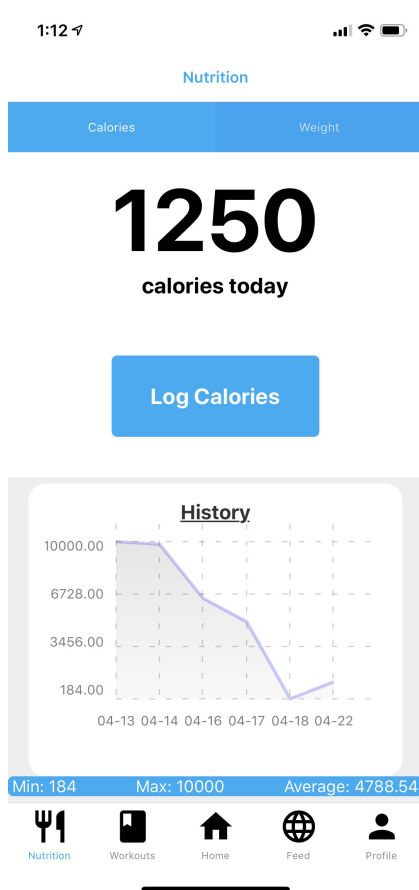 1:12
Nutrition
Calories Weight
1250
calories today
Log Calories
History
10000.00
6728.00
3456.00
184.00
04-13 04-14 04-16 04-17 04-18 04-22
Min: 184 Max: 10000 Average: 4788.54
Nutrition Workouts Home Feed Profile